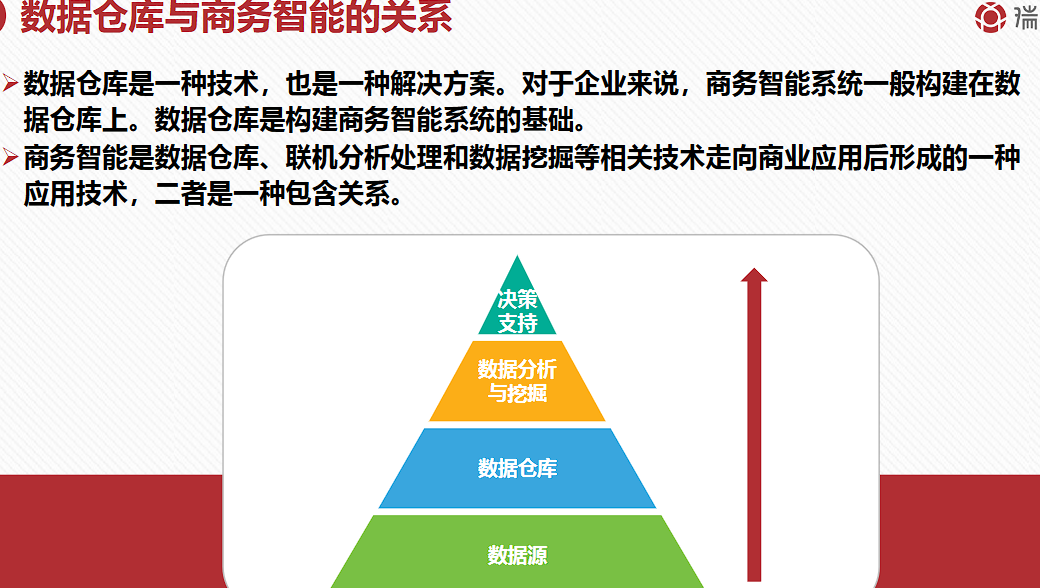 数据仓库与商务智能的关系
瑞
数据仓库是一种技术，也是一种解决方案。对于企业来说，商务智能系统一般构建在数
据仓库上。数据仓库是构建商务智能系统的基础。
商务智能是数据仓库、联机分析处理和数据挖掘等相关技术走向商业应用后形成的一种
应用技术，二者是一种包含关系。
决策
支持
数据分析
与挖掘
数据仓库
数据源